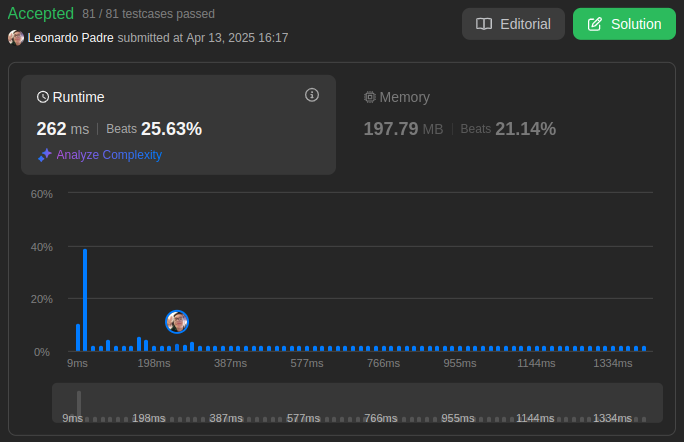 Accepted 81 / 81 testcases passed
Leonardo Padre submitted at Apr 13, 2025 16:17
Editorial
Solution
Runtime
262 ms | Beats 25.63%
Analyze Complexity
Memory
197.79 MB | Beats 21.14%
60%
40%
20%
0%
9ms 198ms 387ms 577ms 766ms 955ms 1144ms 1334ms
9ms 198ms 387ms 577ms 766ms 955ms 1144ms 1334ms